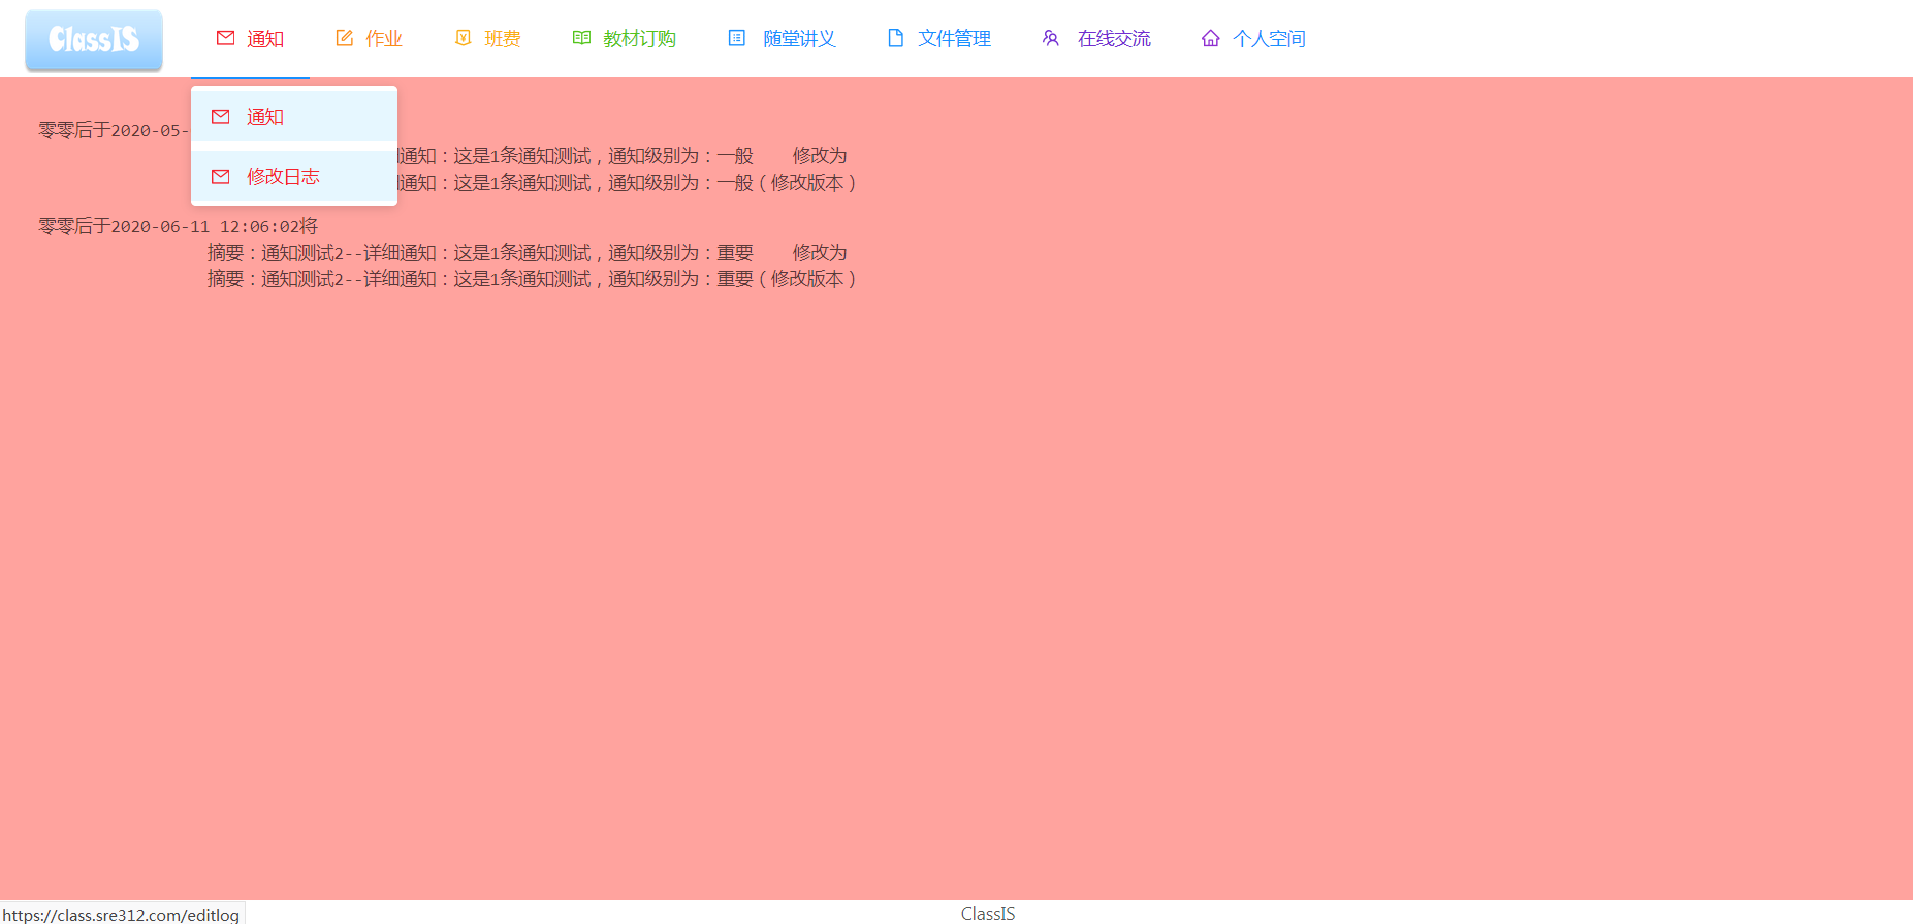 ClassIS
通知
作业
班费
教材订购
随堂讲义
文件管理
在线交流
个人空间
通知
修改日志
零零后于2020-05-
通知：这是1条通知测试，通知级别为：一般 修改为
通知：这是1条通知测试，通知级别为：一般（修改版本）
零零后于2020-06-11 12:06:02将
摘要：通知测试2--详细通知：这是1条通知测试，通知级别为：重要 修改为
摘要：通知测试2--详细通知：这是1条通知测试，通知级别为：重要（修改版本）
https://class.sre312.com/editlog
ClassIS